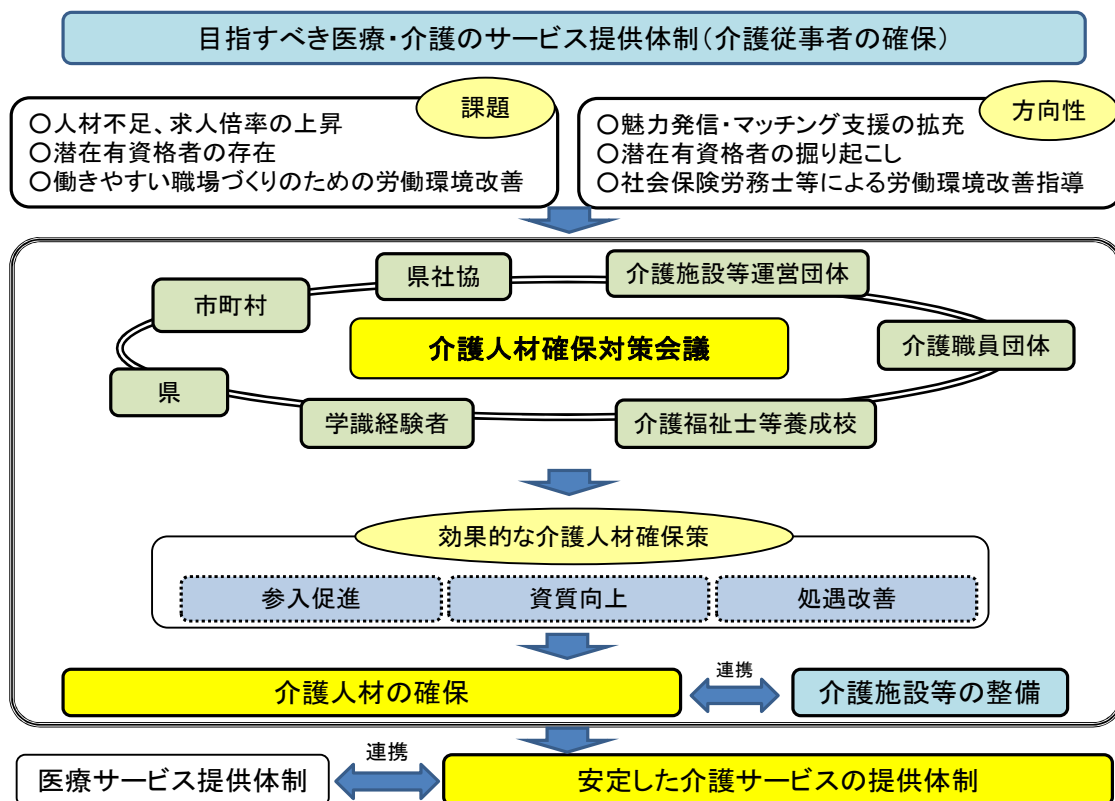 目指すべき医療・介護のサービス提供体制(介護従事者の確保)
課題
〇人材不足、求人倍率の上昇
〇潜在有資格者の存在
〇働きやすい職場づくりのための労働環境改善
方向性
〇魅力発信・マッチング支援の拡充
〇潜在有資格者の掘り起こし
〇社会保険労務士等による労働環境改善指導
県社協
介護施設等運営団体
市町村
介護人材確保対策会議
介護職員団体
県
学識経験者
介護福祉士等養成校
効果的な介護人材確保策
参入促進
資質向上
処遇改善
介護人材の確保
連携
介護施設等の整備
医療サービス提供体制
連携
安定した介護サービスの提供体制